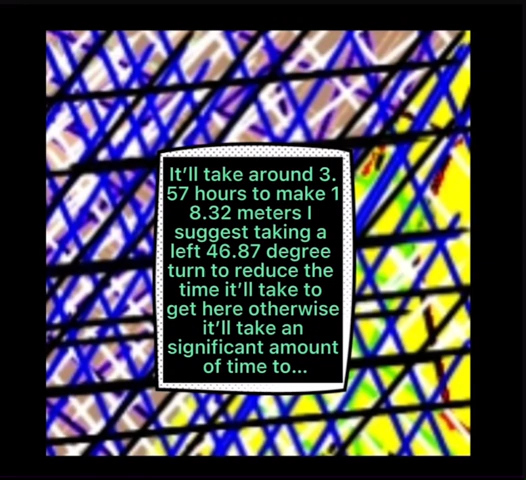 It’ll take around 3.
57 hours to make 1
8.32 meters I
suggest taking a
left 46.87 degree
turn to reduce the
time it’ll take to
get here otherwise
it’ll take an
significant amount
of time to...